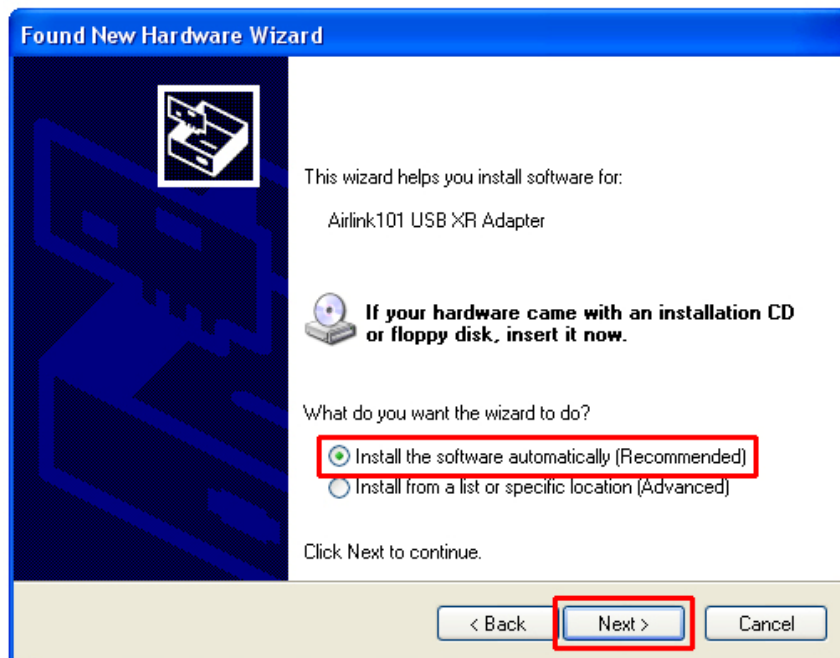 Found New Hardware Wizard
This wizard helps you install software for:
Airlink101 USB XR Adapter
If your hardware came with an installation CD
or floppy disk, insert it now.
What do you want the wizard to do?
Install the software automatically (Recommended)
Install from a list or specific location (Advanced)
Click Next to continue.
< Back Next > Cancel